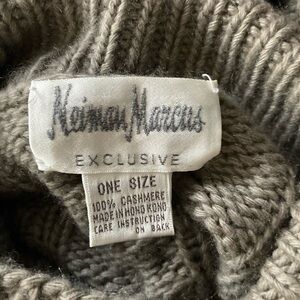 Neiman Marcus
EXCLUSIVE
ONE SIZE
100% CASHMERE
MADE IN HONG KONG
CARE INSTRUCTION
ON BACK